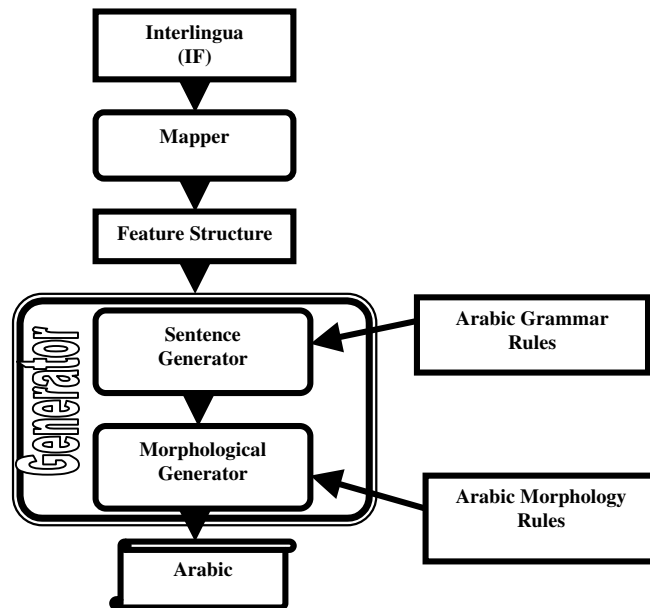 Interlingua
(IF)
Mapper
Feature Structure
Generator
Sentence
Generator
Arabic Grammar
Rules
Morphological
Generator
Arabic Morphology
Rules
Arabic